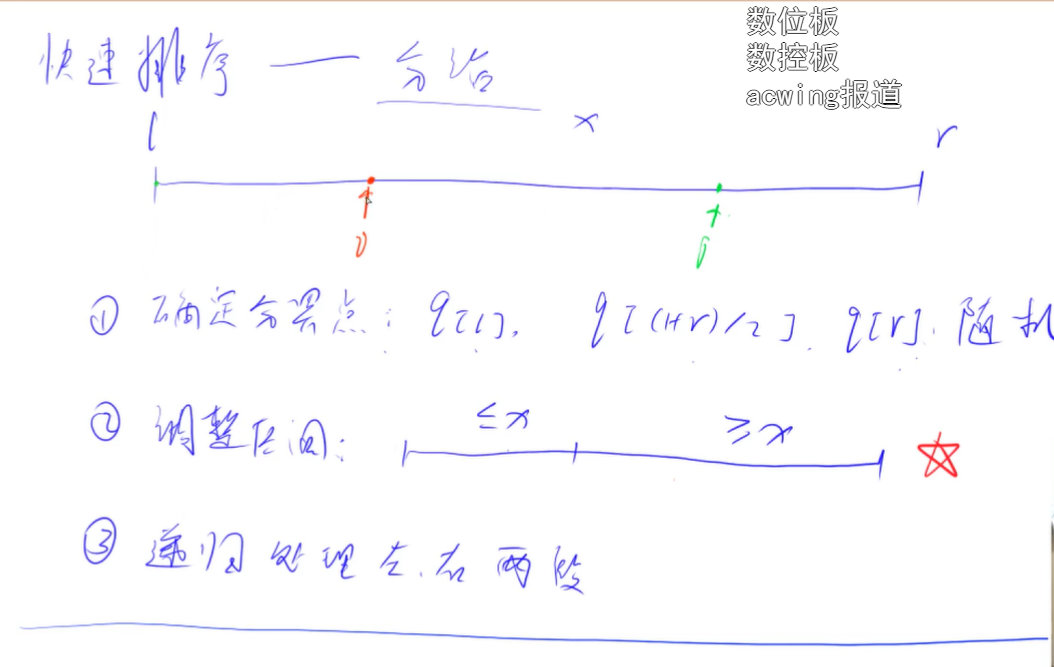 数位板
数控板
acwing报道
快速排序 — 分治
l x r
① 确定分界点: q[l], q[(l+r)/2], q[r], 随机
② 调整区间: ≤x ≥x
③ 递归处理左、右两段